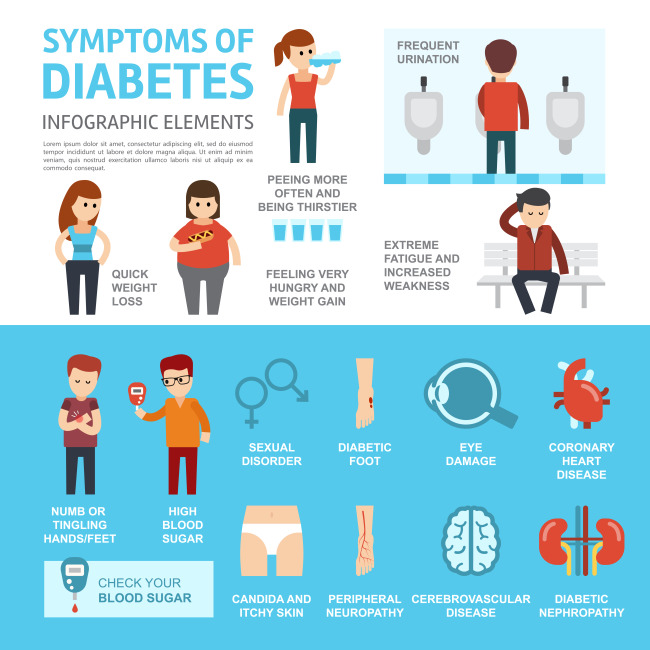 SYMPTOMS OF
DIABETES
INFOGRAPHIC ELEMENTS
Lorem ipsum dolor sit amet, consectetur adipiscing elit, sed do eiusmod
tempor incididunt ut labore et dolore magna aliqua. Ut enim ad minim
veniam, quis nostrud exercitation ullamco laboris nisi ut aliquip ex ea
commodo consequat.
PEEING MORE
OFTEN AND
BEING THIRSTIER
FREQUENT
URINATION
QUICK
WEIGHT
LOSS
FEELING VERY
HUNGRY AND
WEIGHT GAIN
EXTREME
FATIGUE AND
INCREASED
WEAKNESS
NUMB OR
TINGLING
HANDS/FEET
HIGH
BLOOD
SUGAR
SEXUAL
DISORDER
DIABETIC
FOOT
EYE
DAMAGE
CORONARY
HEART
DISEASE
CHECK YOUR
BLOOD SUGAR
CANDIDA AND
ITCHY SKIN
PERIPHERAL
NEUROPATHY
CEREBROVASCULAR
DISEASE
DIABETIC
NEPHROPATHY